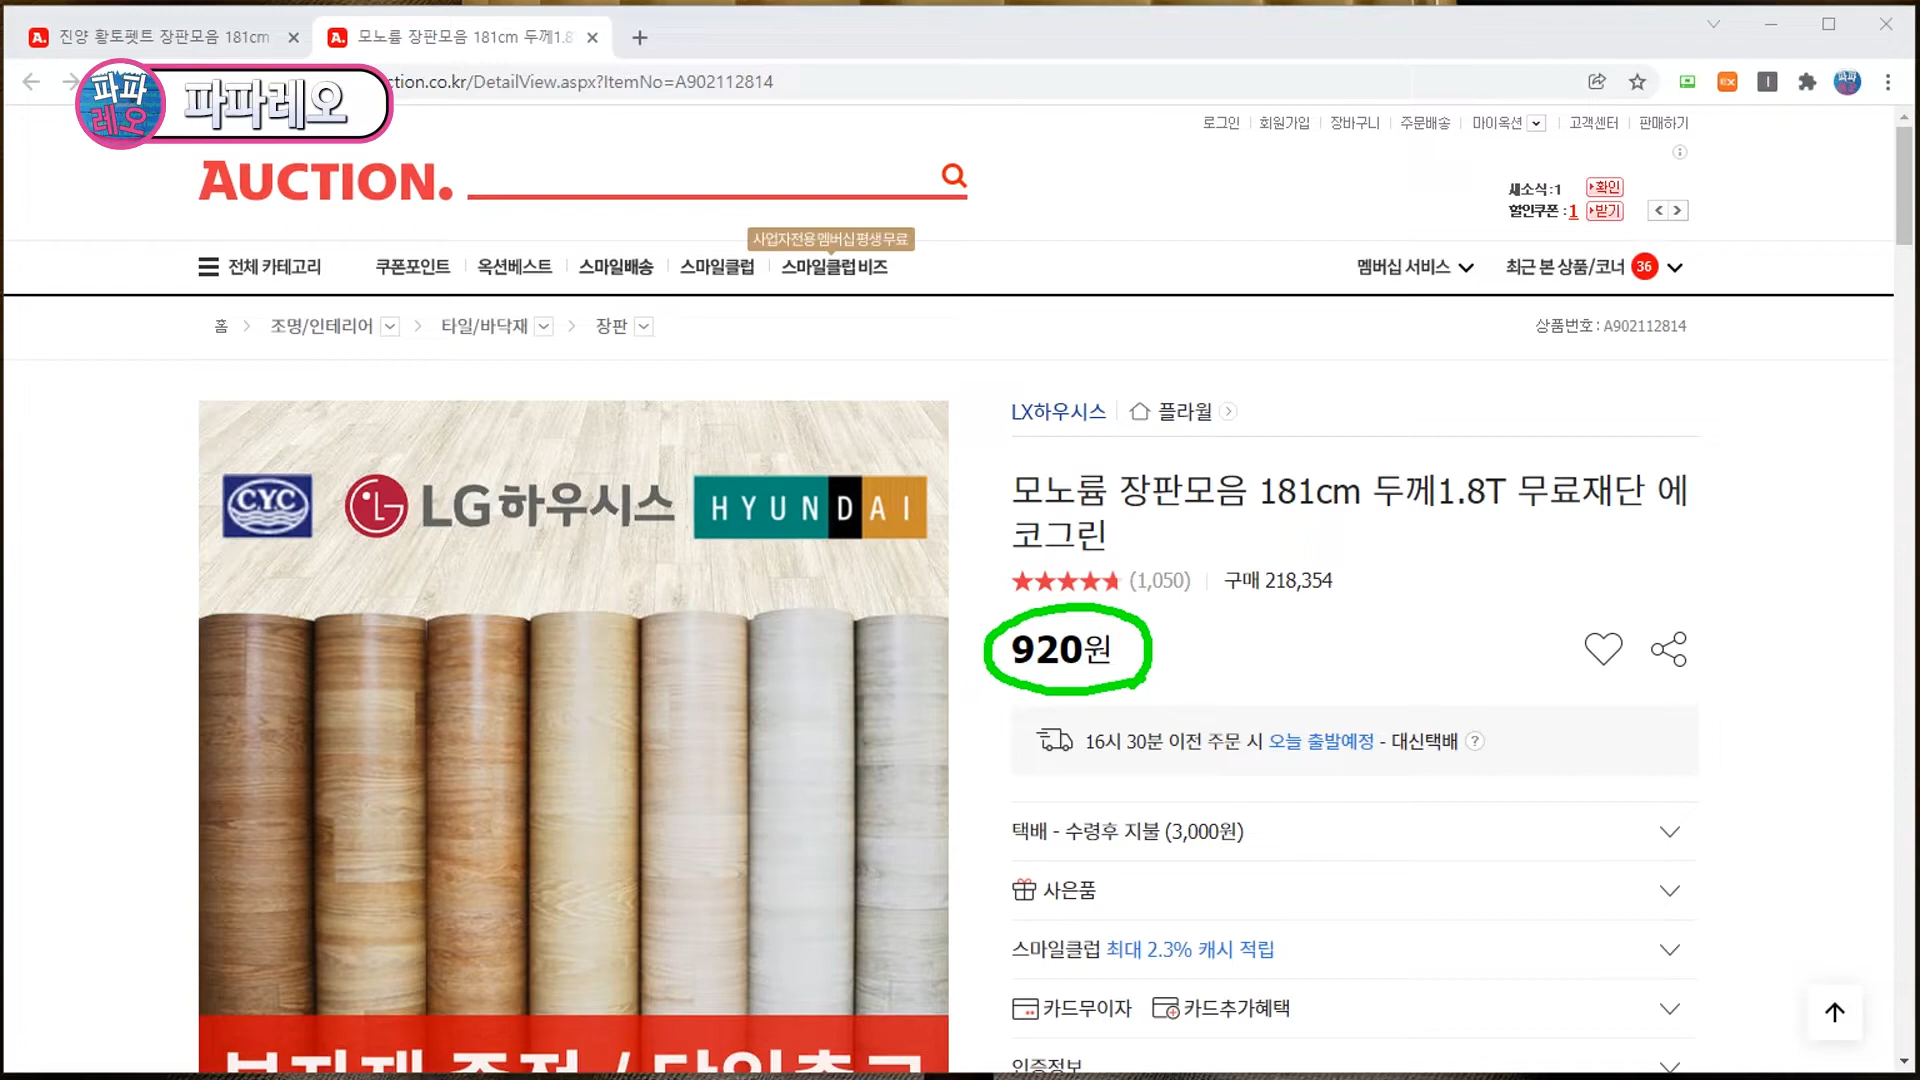 진양 황토펫트 장판모음 181cm
모노륨 장판모음 181cm 두께1.8
ction.co.kr/DetailView.aspx?ItemNo=A902112814
파파레오
파파레오
로그인 회원가입 장바구니 주문배송 마이옥션 고객센터 판매하기
AUCTION.
새소식:1 확인
할인쿠폰 :1 받기
사업자전용 멤버십 평생 무료
전체 카테고리 쿠폰포인트 옥션베스트 스마일배송 스마일클럽 스마일클럽 비즈 멤버십 서비스 최근 본 상품/코너 36
홈 > 조명/인테리어 > 타일/바닥재 > 장판
상품번호 : A902112814
CYC LG하우시스 HYUNDAI
LX하우시스 플라월
모노륨 장판모음 181cm 두께1.8T 무료재단 에
코그린
(1,050) 구매 218,354
920원
16시 30분 이전 주문 시 오늘 출발예정 - 대신택배 ?
택배 - 수령후 지불 (3,000원)
사은품
스마일클럽 최대 2.3% 캐시 적립
카드무이자 카드추가혜택
인증정보